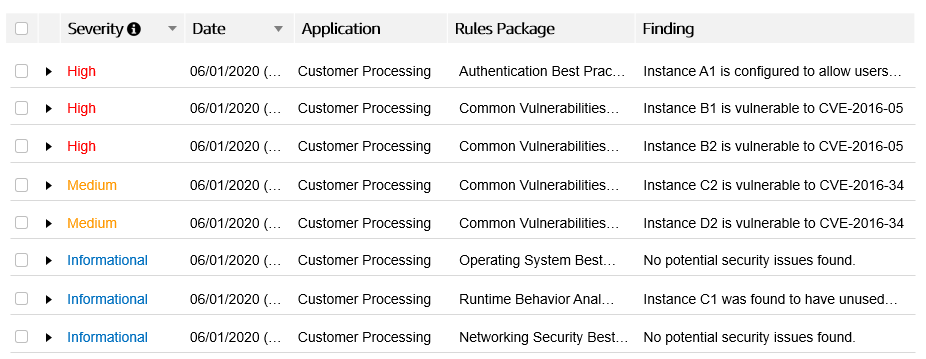 Severity Date Application Rules Package Finding
High 06/01/2020 (... Customer Processing Authentication Best Prac... Instance A1 is configured to allow users...
High 06/01/2020 (... Customer Processing Common Vulnerabilities... Instance B1 is vulnerable to CVE-2016-05
High 06/01/2020 (... Customer Processing Common Vulnerabilities... Instance B2 is vulnerable to CVE-2016-05
Medium 06/01/2020 (... Customer Processing Common Vulnerabilities... Instance C2 is vulnerable to CVE-2016-34
Medium 06/01/2020 (... Customer Processing Common Vulnerabilities... Instance D2 is vulnerable to CVE-2016-34
Informational 06/01/2020 (... Customer Processing Operating System Best... No potential security issues found.
Informational 06/01/2020 (... Customer Processing Runtime Behavior Anal... Instance C1 was found to have unused...
Informational 06/01/2020 (... Customer Processing Networking Security Best... No potential security issues found.